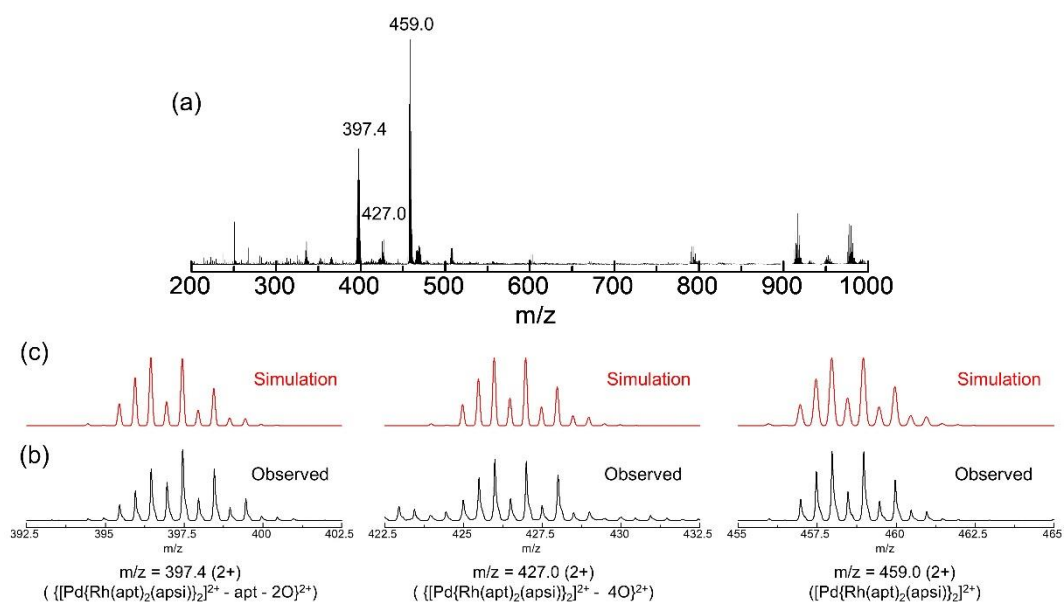 459.0
(a)
397.4
427.0
200 300 400 500 600 700 800 900 1000
m/z
(c)
Simulation Simulation Simulation
(b)
Observed Observed Observed
392.5 395 397.5 400 402.5 422.5 425 427.5 430 432.5 455 457.5 460 462.5 465
m/z m/z m/z
m/z = 397.4 (2+) m/z = 427.0 (2+) m/z = 459.0 (2+)
( {[Pd{Rh(apt)₂(apsi)}₂]²⁺ - apt - 2O}²⁺) ( {[Pd{Rh(apt)₂(apsi)}₂]²⁺ - 4O}²⁺) ([Pd{Rh(apt)₂(apsi)}₂]²⁺)